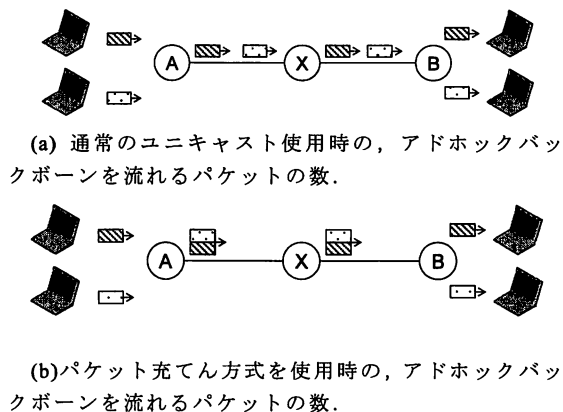 A X B
(a) 通常のユニキャスト使用時の，アドホックバッ
クボーンを流れるパケットの数．
A X B
(b)パケット充てん方式を使用時の，アドホックバッ
クボーンを流れるパケットの数．